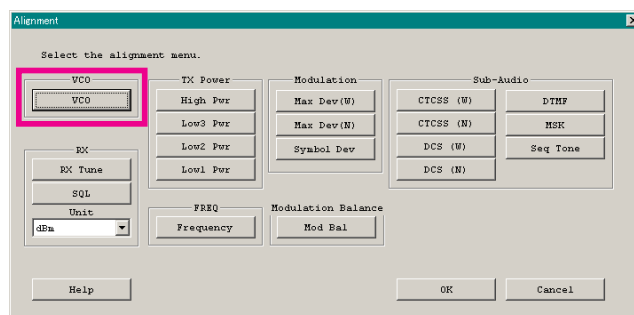 Alignment
Select the alignment menu.
VCO
VCO
TX Power
High Pwr
Low3 Pwr
Low2 Pwr
Low1 Pwr
Modulation
Max Dev(W)
Max Dev(N)
Symbol Dev
Sub-Audio
CTCSS (W)
DTMF
CTCSS (N)
MSK
DCS (W)
Seq Tone
DCS (N)
RX
RX Tune
SQL
Unit
dBm
FREQ
Frequency
Modulation Balance
Mod Bal
Help
OK
Cancel